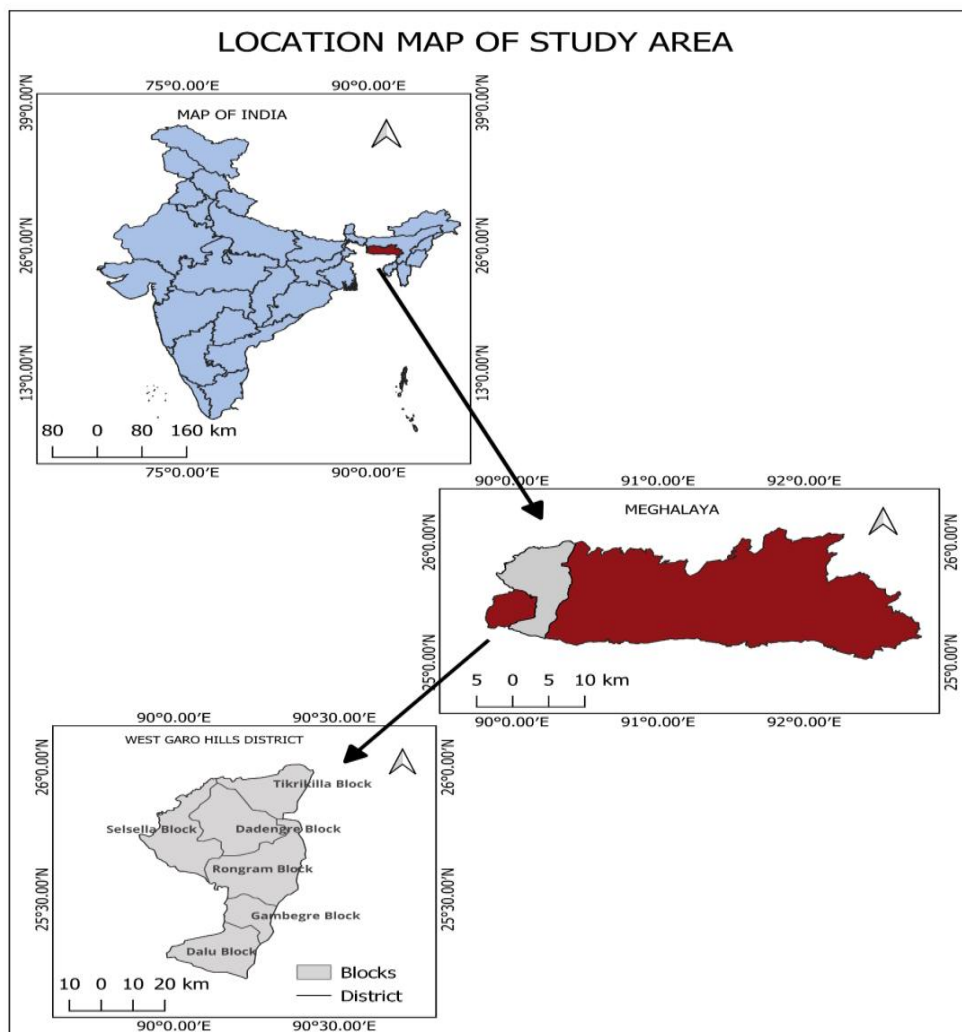 LOCATION MAP OF STUDY AREA
75°0.00′E 90°0.00′E
MAP OF INDIA
39°0.00′N 39°0.00′N
26°0.00′N 26°0.00′N
13°0.00′N 13°0.00′N
80 0 80 160 km
75°0.00′E 90°0.00′E
90°0.00′E 91°0.00′E 92°0.00′E
MEGHALAYA
26°0.00′N 26°0.00′N
25°0.00′N 25°0.00′N
5 0 5 10 km
90°0.00′E 91°0.00′E 92°0.00′E
90°0.00′E 90°30.00′E
WEST GARO HILLS DISTRICT
26°0.00′N 26°0.00′N
Tikrikilla Block
Selsella Block Dadengre Block
Rongram Block
25°30.00′N 25°30.00′N
Gambegre Block
Dalu Block
Blocks
District
10 0 10 20 km
90°0.00′E 90°30.00′E